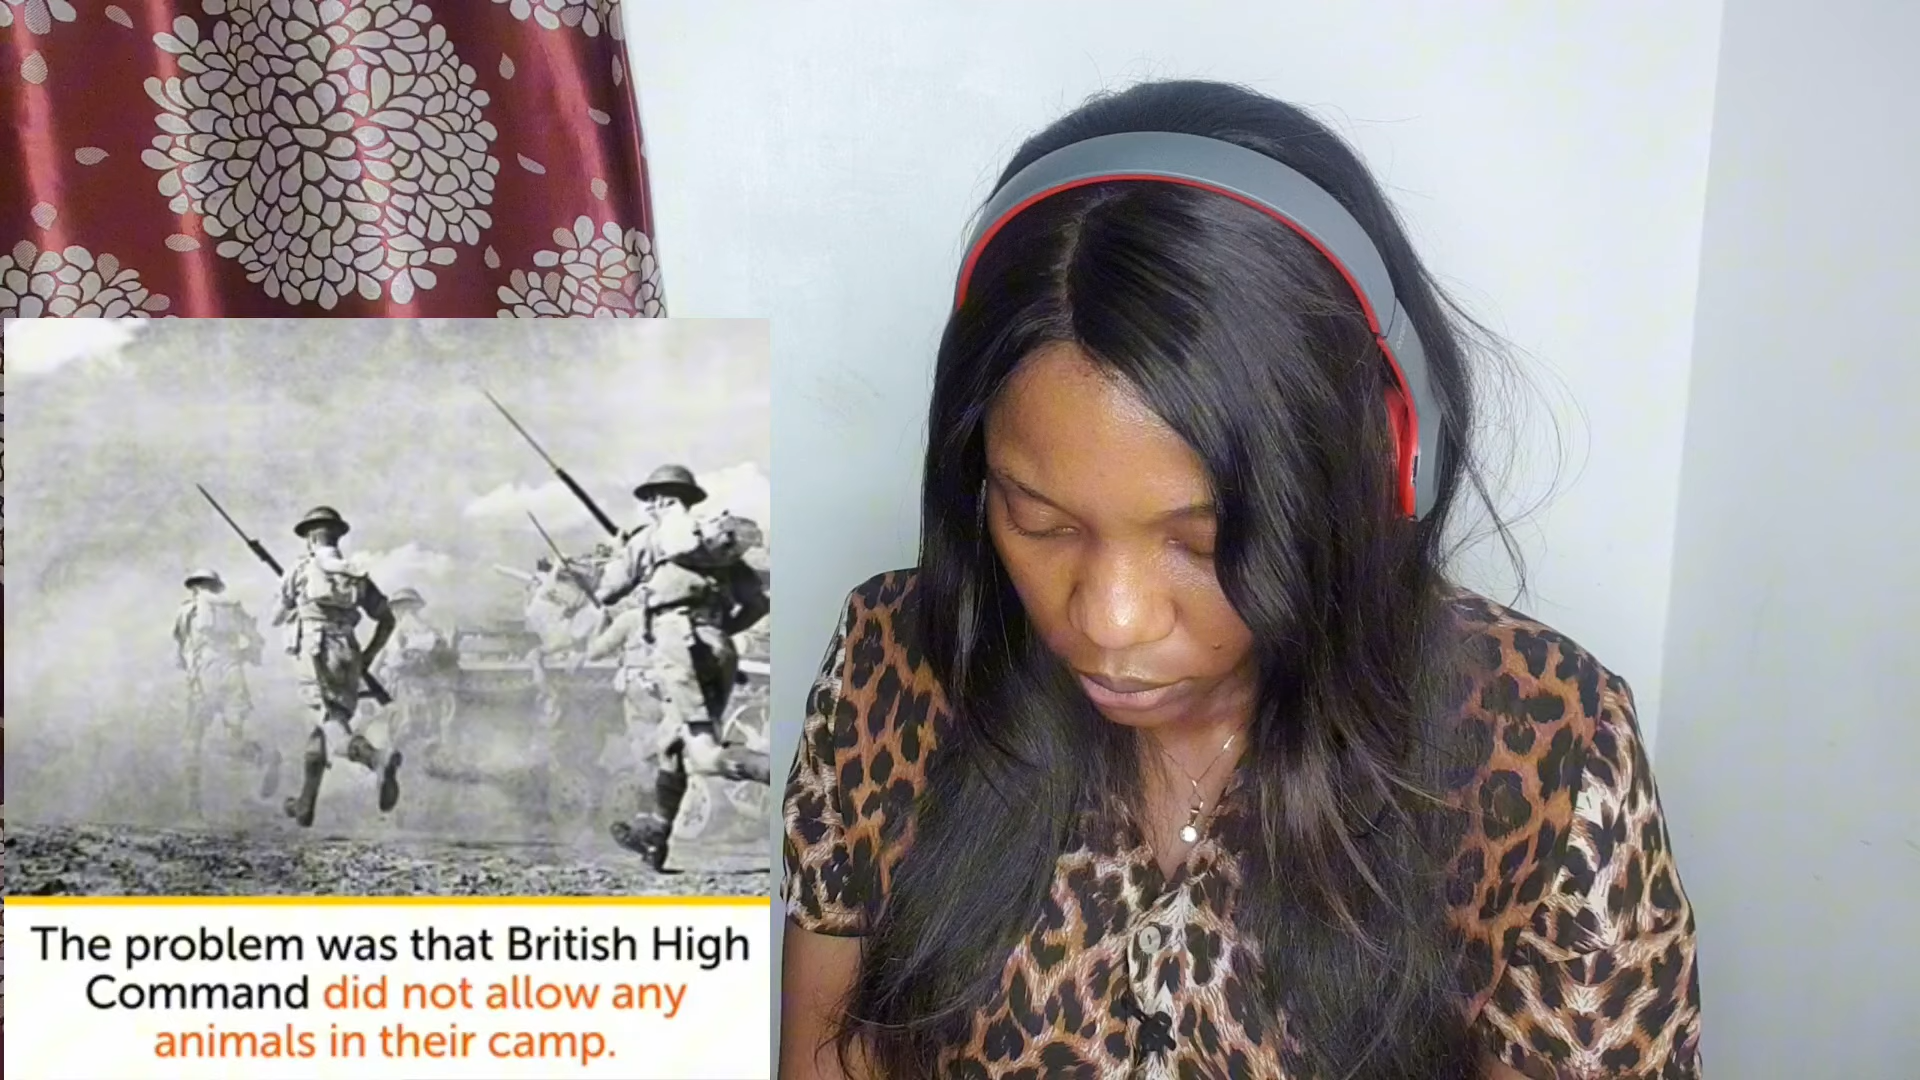 The problem was that British High
Command did not allow any
animals in their camp.